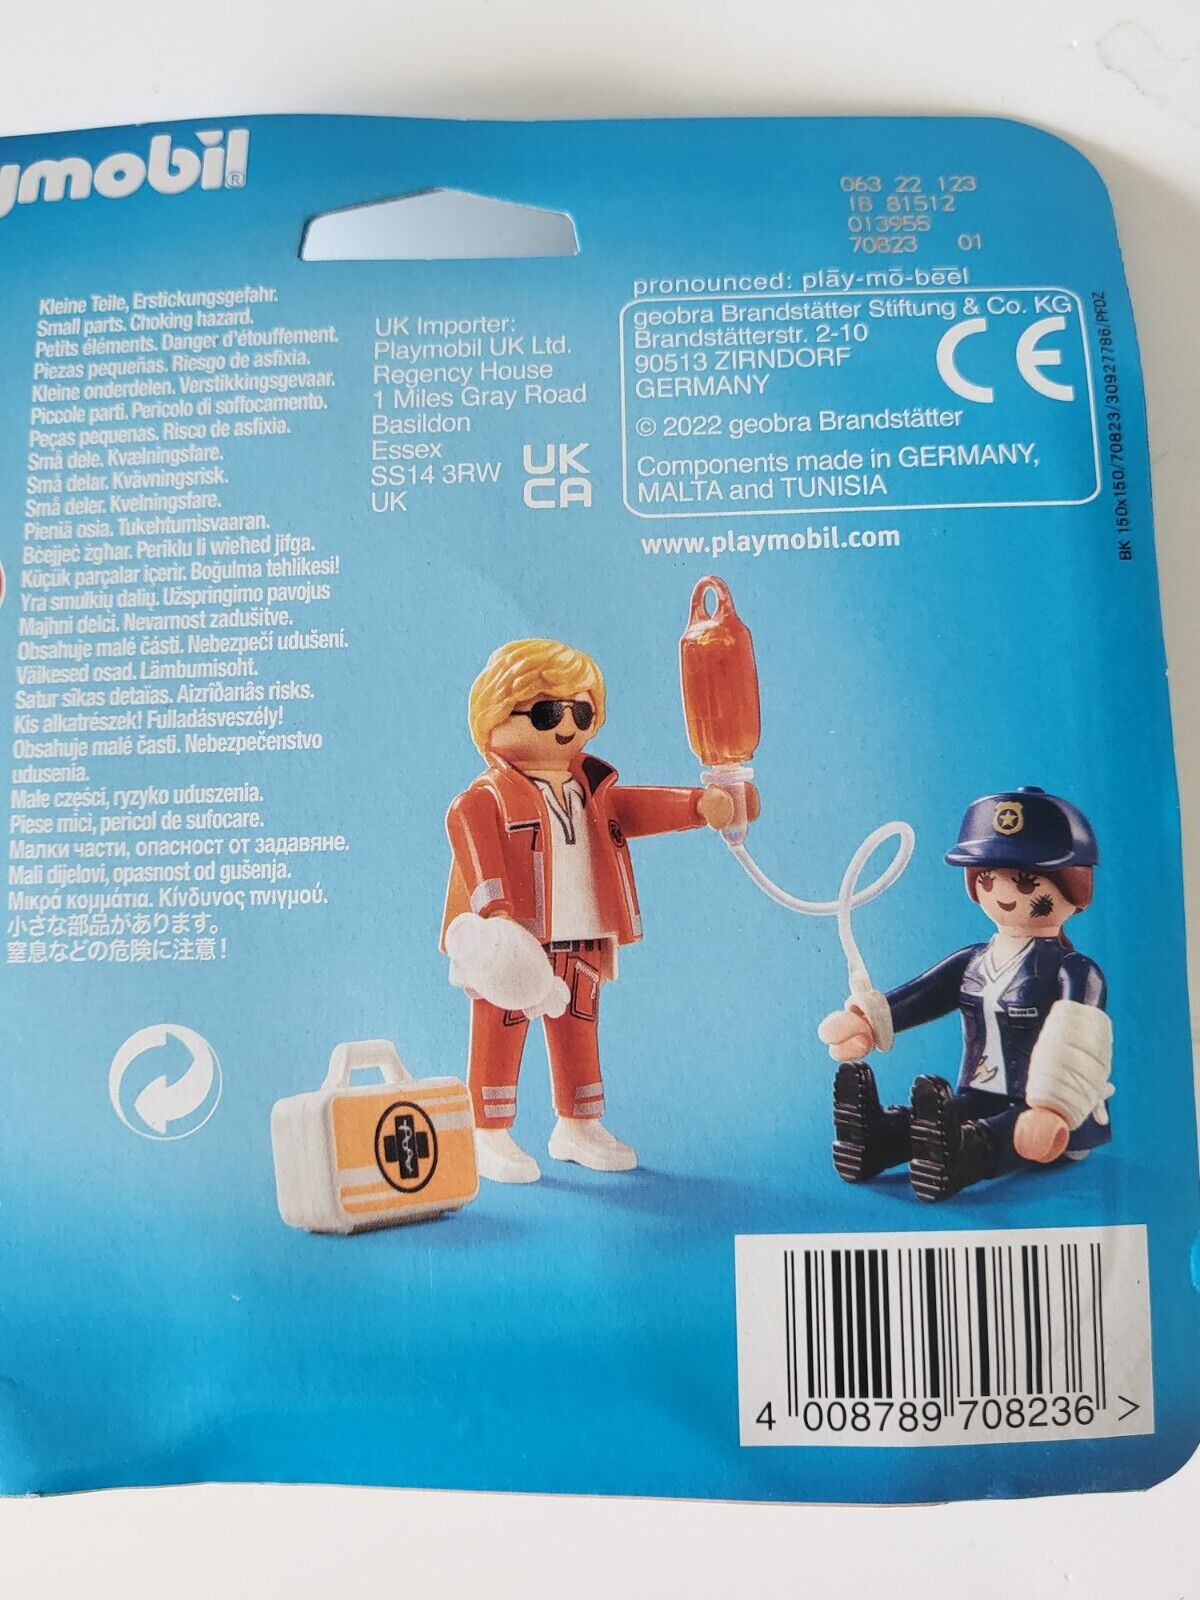 ymobil®
063 22 123
18 81512
013955
70823 01
pronounced: plāy-mō-bēēl
geobra Brandstätter Stiftung & Co. KG
Brandstätterstr. 2-10
90513 ZIRNDORF
GERMANY
© 2022 geobra Brandstätter
Components made in GERMANY,
MALTA and TUNISIA
CE
www.playmobil.com
BK 150x150/70823/30927786/PFDZ
UK Importer:
Playmobil UK Ltd.
Regency House
1 Miles Gray Road
Basildon
Essex
SS14 3RW
UK
UK
CA
Kleine Teile, Erstickungsgefahr.
Small parts. Choking hazard.
Petits éléments. Danger d'étouffement.
Piezas pequeñas. Riesgo de asfixia.
Kleine onderdelen. Verstikkingsgevaar.
Piccole parti. Pericolo di soffocamento.
Peças pequenas. Risco de asfixia.
Små dele. Kvælningsfare.
Små delar. Kvävningsrisk.
Små deler. Kvelningsfare.
Pieniä osia. Tukehtumisvaaran.
Bċejjeċ żgħar. Periklu li wieħed jifga.
Küçük parçalar içerir. Boğulma tehlikesi!
Yra smulkių dalių. Užspringimo pavojus
Majhni delci. Nevarnost zadušitve.
Obsahuje malé části. Nebezpečí udušení.
Väikesed osad. Lämbumisoht.
Satur sīkas detaļas. Aizrīšanās risks.
Kis alkatrészek! Fulladásveszély!
Obsahuje malé časti. Nebezpečenstvo
udusenia.
Małe części, ryzyko uduszenia.
Piese mici, pericol de sufocare.
Малки части, опасност от задавяне.
Mali dijelovi, opasnost od gušenja.
Μικρά κομμάτια. Κίνδυνος πνιγμού.
小さな部品があります。
窒息などの危険に注意!
4 008789 708236 >